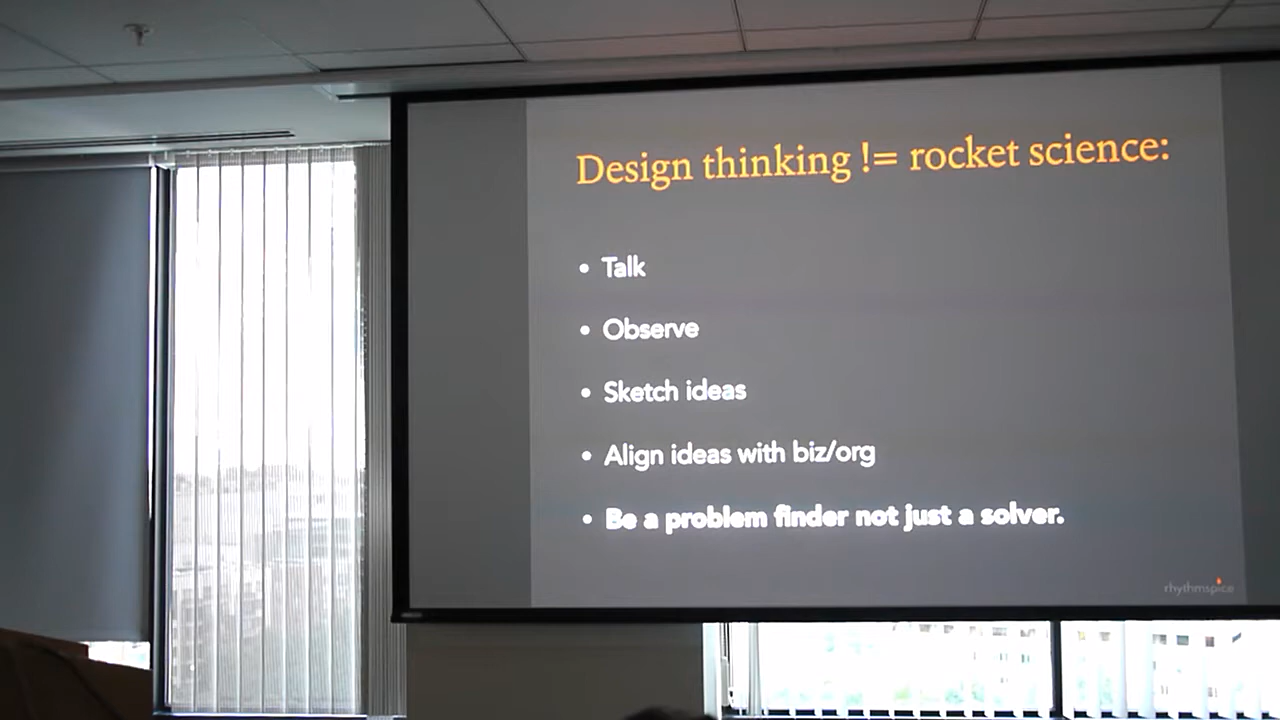 Design thinking != rocket science:
• Talk
• Observe
• Sketch ideas
• Align ideas with biz/org
• Be a problem finder not just a solver.
rhythmspice